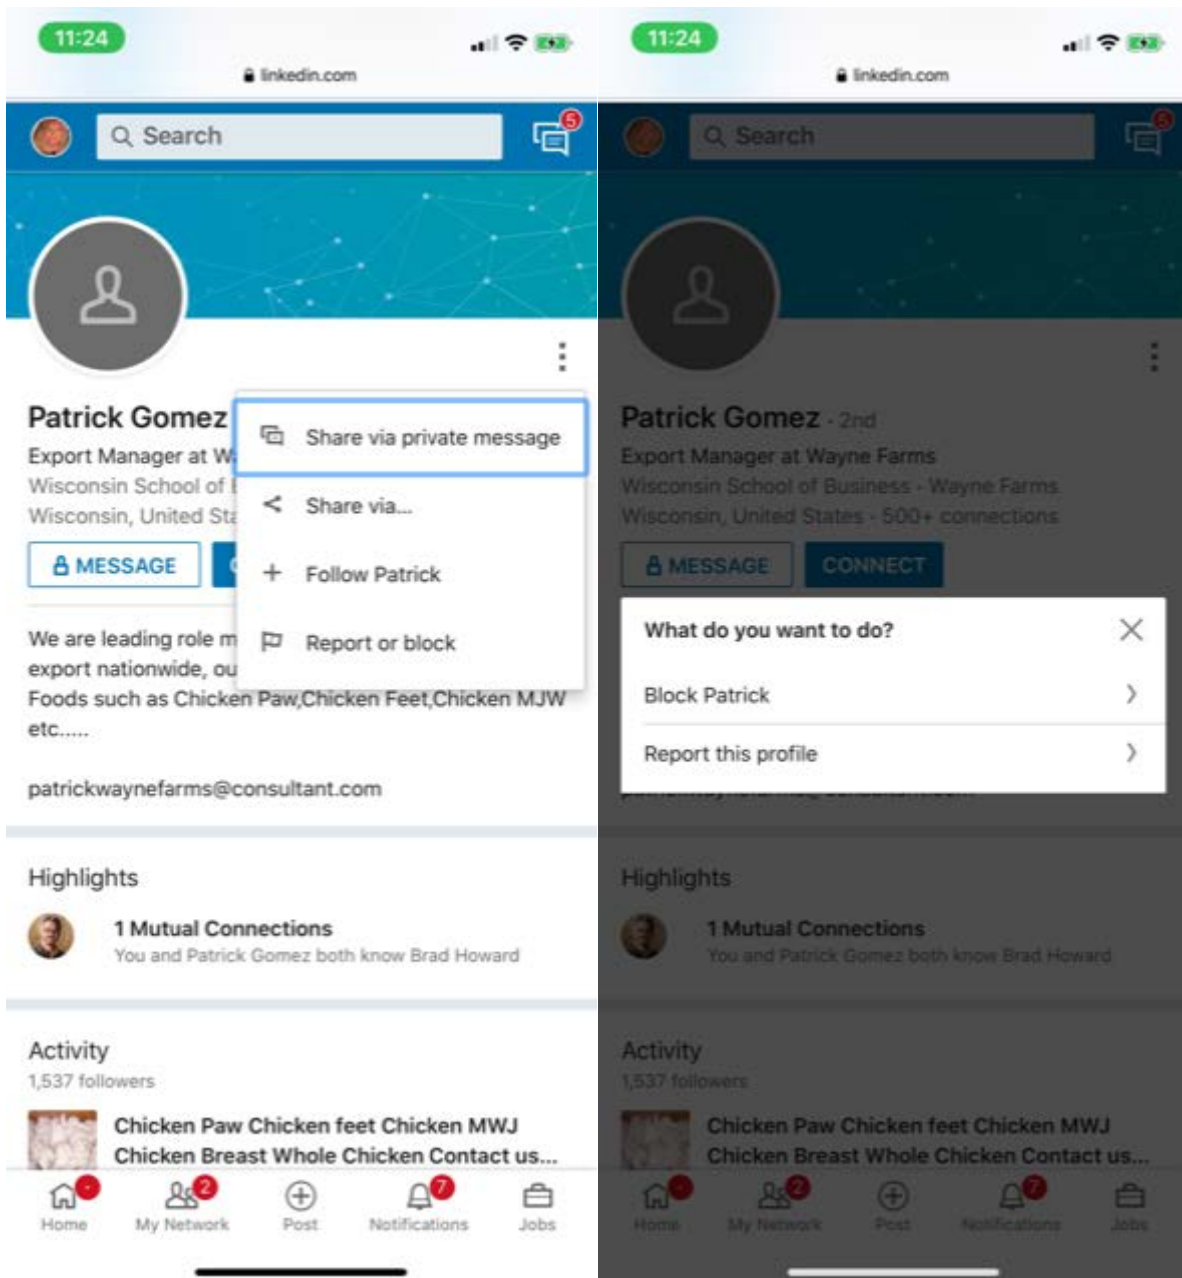 11:24
linkedin.com
Search
5
Patrick Gomez
Share via private message
Export Manager at W
Wisconsin School of
Share via...
Wisconsin, United Sta
MESSAGE
Follow Patrick
We are leading role m
Report or block
export nationwide, ou
Foods such as Chicken Paw,Chicken Feet,Chicken MJW
etc.....
patrickwaynefarms@consultant.com
Highlights
1 Mutual Connections
You and Patrick Gomez both know Brad Howard
Activity
1,537 followers
Chicken Paw Chicken feet Chicken MWJ
Chicken Breast Whole Chicken Contact us...
2 7
Home My Network Post Notifications Jobs
11:24
linkedin.com
Search
5
Patrick Gomez · 2nd
Export Manager at Wayne Farms
Wisconsin School of Business · Wayne Farms
Wisconsin, United States · 500+ connections
MESSAGE CONNECT
What do you want to do?
Block Patrick
Report this profile
Highlights
1 Mutual Connections
You and Patrick Gomez both know Brad Howard
Activity
1,537 followers
Chicken Paw Chicken feet Chicken MWJ
Chicken Breast Whole Chicken Contact us...
2 7
Home My Network Post Notifications Jobs